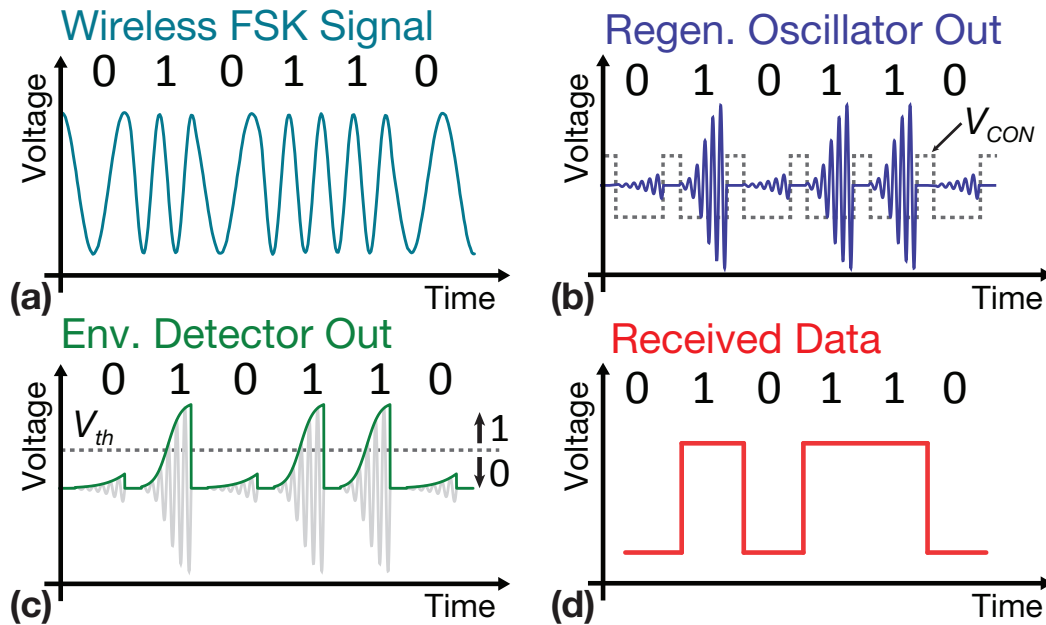 Wireless FSK Signal
0 1 0 1 1 0
Voltage
Time
(a)
Regen. Oscillator Out
0 1 0 1 1 0
V_CON
Voltage
Time
(b)
Env. Detector Out
0 1 0 1 1 0
V_th
1
0
Voltage
Time
(c)
Received Data
0 1 0 1 1 0
Voltage
Time
(d)